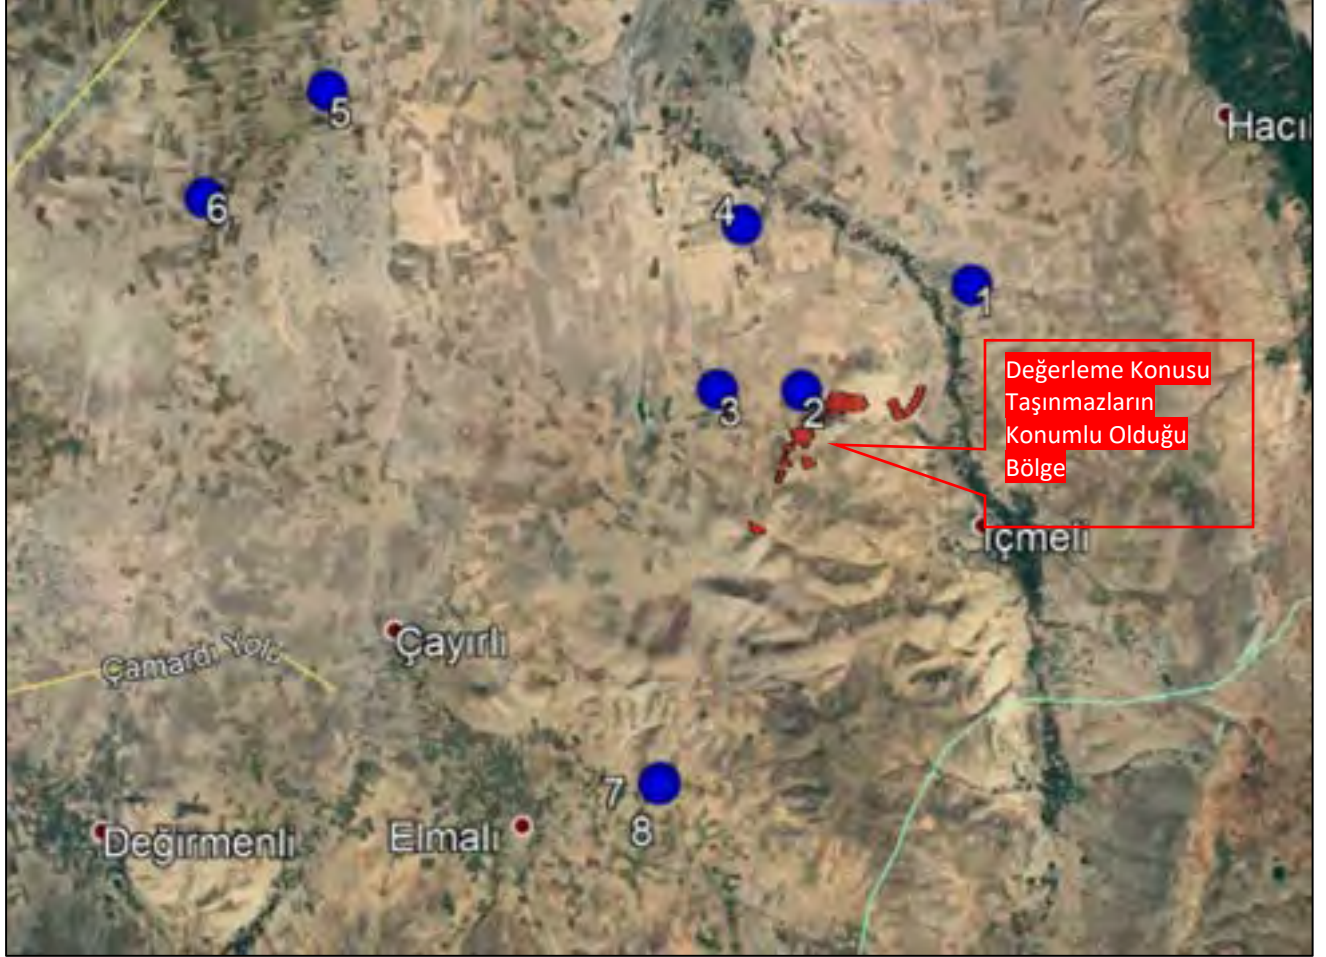 5
Hacıl
6
4
1
Değerleme Konusu
Taşınmazların
Konumlu Olduğu
Bölge
3
2
İçmeli
Çayırlı
Çamardı Yolu
7
8
Değirmenli
Elmalı